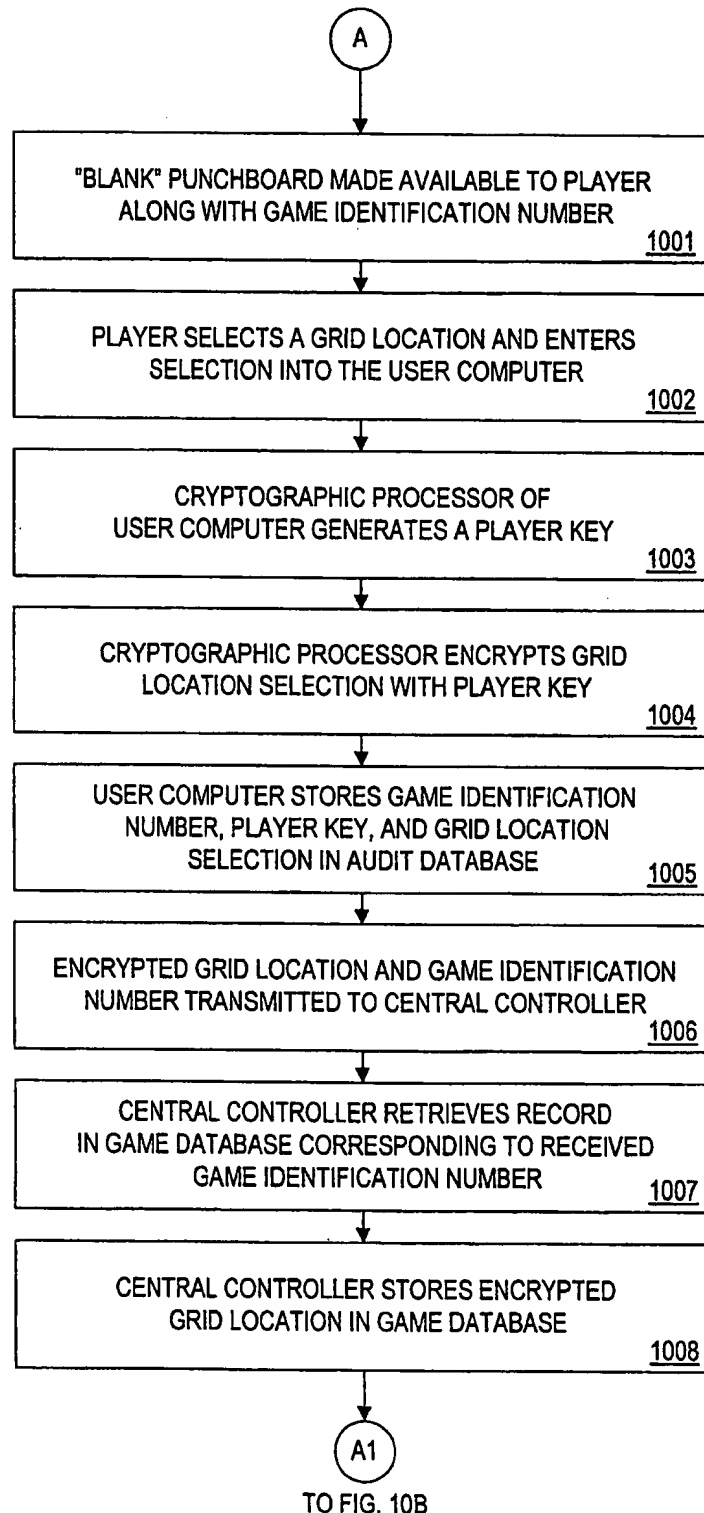 A
"BLANK" PUNCHBOARD MADE AVAILABLE TO PLAYER
ALONG WITH GAME IDENTIFICATION NUMBER
1001
PLAYER SELECTS A GRID LOCATION AND ENTERS
SELECTION INTO THE USER COMPUTER
1002
CRYPTOGRAPHIC PROCESSOR OF
USER COMPUTER GENERATES A PLAYER KEY
1003
CRYPTOGRAPHIC PROCESSOR ENCRYPTS GRID
LOCATION SELECTION WITH PLAYER KEY
1004
USER COMPUTER STORES GAME IDENTIFICATION
NUMBER, PLAYER KEY, AND GRID LOCATION
SELECTION IN AUDIT DATABASE
1005
ENCRYPTED GRID LOCATION AND GAME IDENTIFICATION
NUMBER TRANSMITTED TO CENTRAL CONTROLLER
1006
CENTRAL CONTROLLER RETRIEVES RECORD
IN GAME DATABASE CORRESPONDING TO RECEIVED
GAME IDENTIFICATION NUMBER
1007
CENTRAL CONTROLLER STORES ENCRYPTED
GRID LOCATION IN GAME DATABASE
1008
A1
TO FIG. 10B